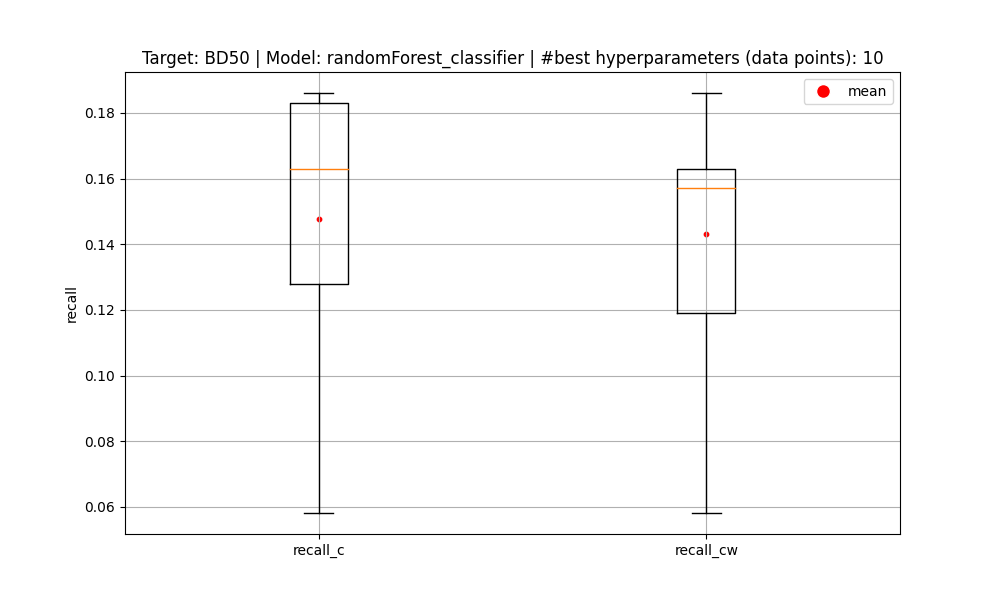 Target: BD50 | Model: randomForest_classifier | #best hyperparameters (data points): 10
mean
0.18
0.16
0.14
0.12
0.10
0.08
0.06
recall
recall_c
recall_cw